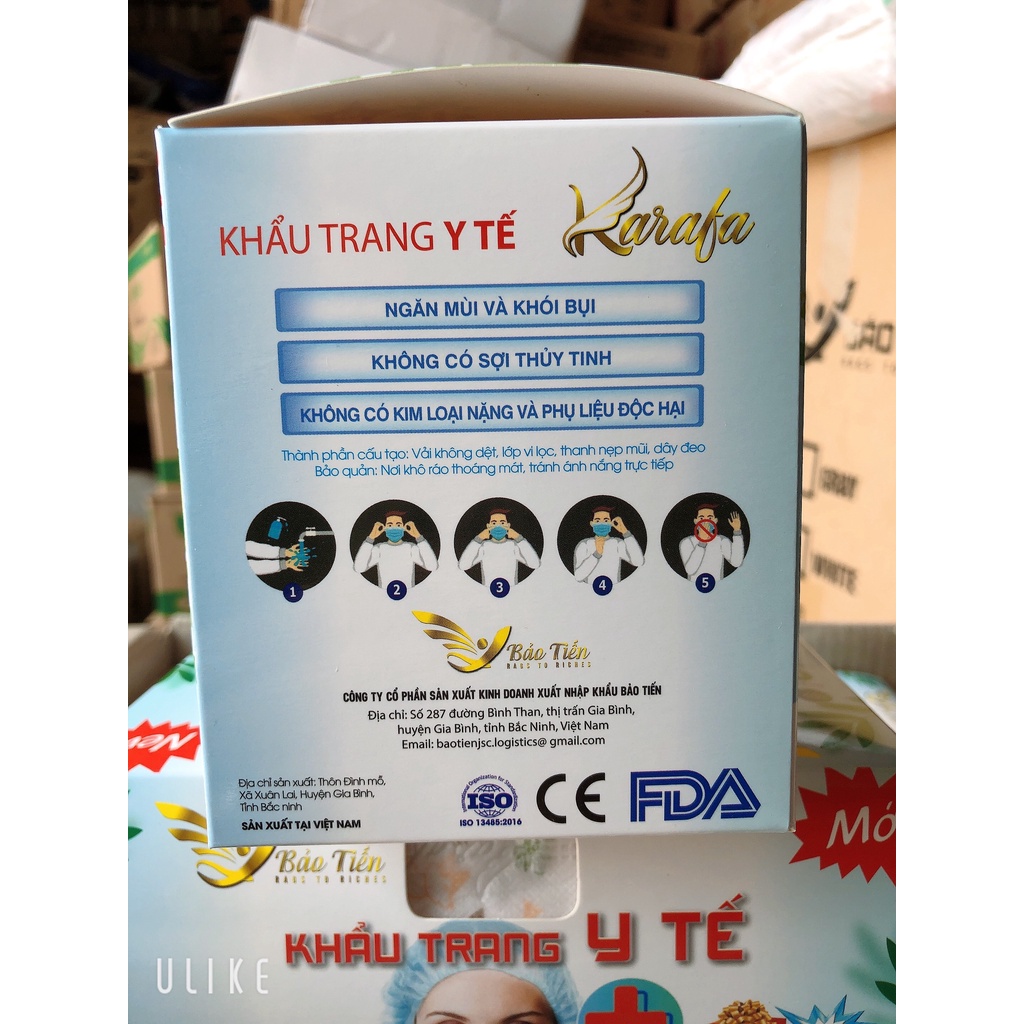 KHẨU TRANG Y TẾ
Karafa
NGĂN MÙI VÀ KHÓI BỤI
KHÔNG CÓ SỢI THỦY TINH
KHÔNG CÓ KIM LOẠI NẶNG VÀ PHỤ LIỆU ĐỘC HẠI
Thành phần cấu tạo: Vải không dệt, lớp vi lọc, thanh nẹp mũi, dây đeo
Bảo quản: Nơi khô ráo thoáng mát, tránh ánh nắng trực tiếp
1 2 3 4 5
Bảo Tiến
RAGS TO RICHES
CÔNG TY CỔ PHẦN SẢN XUẤT KINH DOANH XUẤT NHẬP KHẨU BẢO TIẾN
Địa chỉ: Số 287 đường Bình Than, thị trấn Gia Bình,
huyện Gia Bình, tỉnh Bắc Ninh, Việt Nam
Email: baotienjsc.logistics@ gmail.com
Địa chỉ sản xuất: Thôn Đình mỗ,
Xã Xuân Lai, Huyện Gia Bình,
Tỉnh Bắc ninh
SẢN XUẤT TẠI VIỆT NAM
ISO
ISO 13485:2016
CE
FDA
New
Mớ
BẢO
GRAY
WHITE
Bảo Tiến
RAGS TO RICHES
KHẨU TRANG Y TẾ
ULIKE